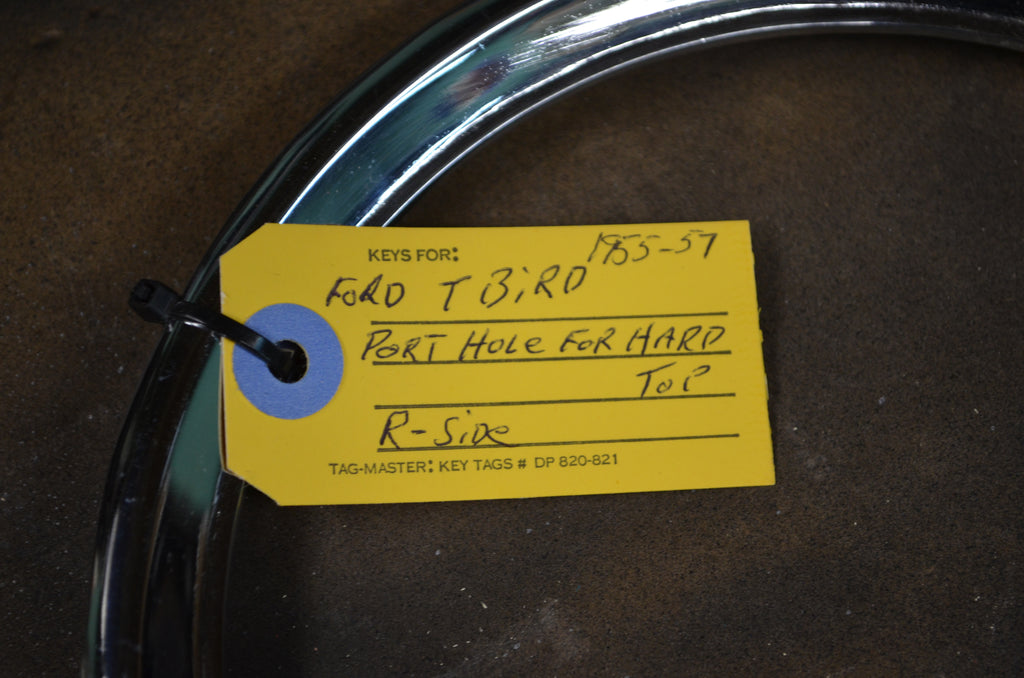 KEYS FOR: 1955-57
FORD T BiRD
PORT HOLe FOR HARD
TOP
R-SiDe
TAG-MASTER: KEY TAGS # DP 820-821